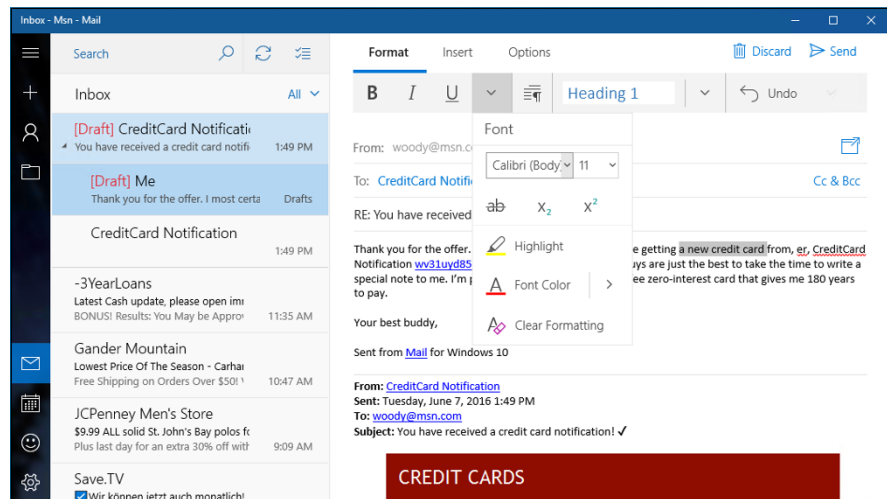 Inbox - Msn - Mail
Search
Inbox
All
[Draft] CreditCard Notificati
You have received a credit card notifi
1:49 PM
[Draft] Me
Thank you for the offer. I most certa
Drafts
CreditCard Notification
1:49 PM
-3YearLoans
Latest Cash update, please open imr
BONUS! Results: You May be Approv
11:35 AM
Gander Mountain
Lowest Price Of The Season - Carhar
Free Shipping on Orders Over $50! \
10:47 AM
JCPenney Men's Store
$9.99 ALL solid St. John's Bay polos fo
Plus last day for an extra 30% off with
9:09 AM
Save.TV
Wir können jetzt auch monatlich!
Format Insert Options
Discard Send
B I U Heading 1 Undo
From: woody@msn.c
To: CreditCard Notifi
Cc & Bcc
RE: You have received
Font
Calibri (Body) 11
ab X₂ X²
Highlight
A Font Color
Clear Formatting
Thank you for the offer. e getting a new credit card from, er, CreditCard
Notification wv31uyd85 uys are just the best to take the time to write a
special note to me. I'm p ee zero-interest card that gives me 180 years
to pay.
Your best buddy,
Sent from Mail for Windows 10
From: CreditCard Notification
Sent: Tuesday, June 7, 2016 1:49 PM
To: woody@msn.com
Subject: You have received a credit card notification! ✓
CREDIT CARDS